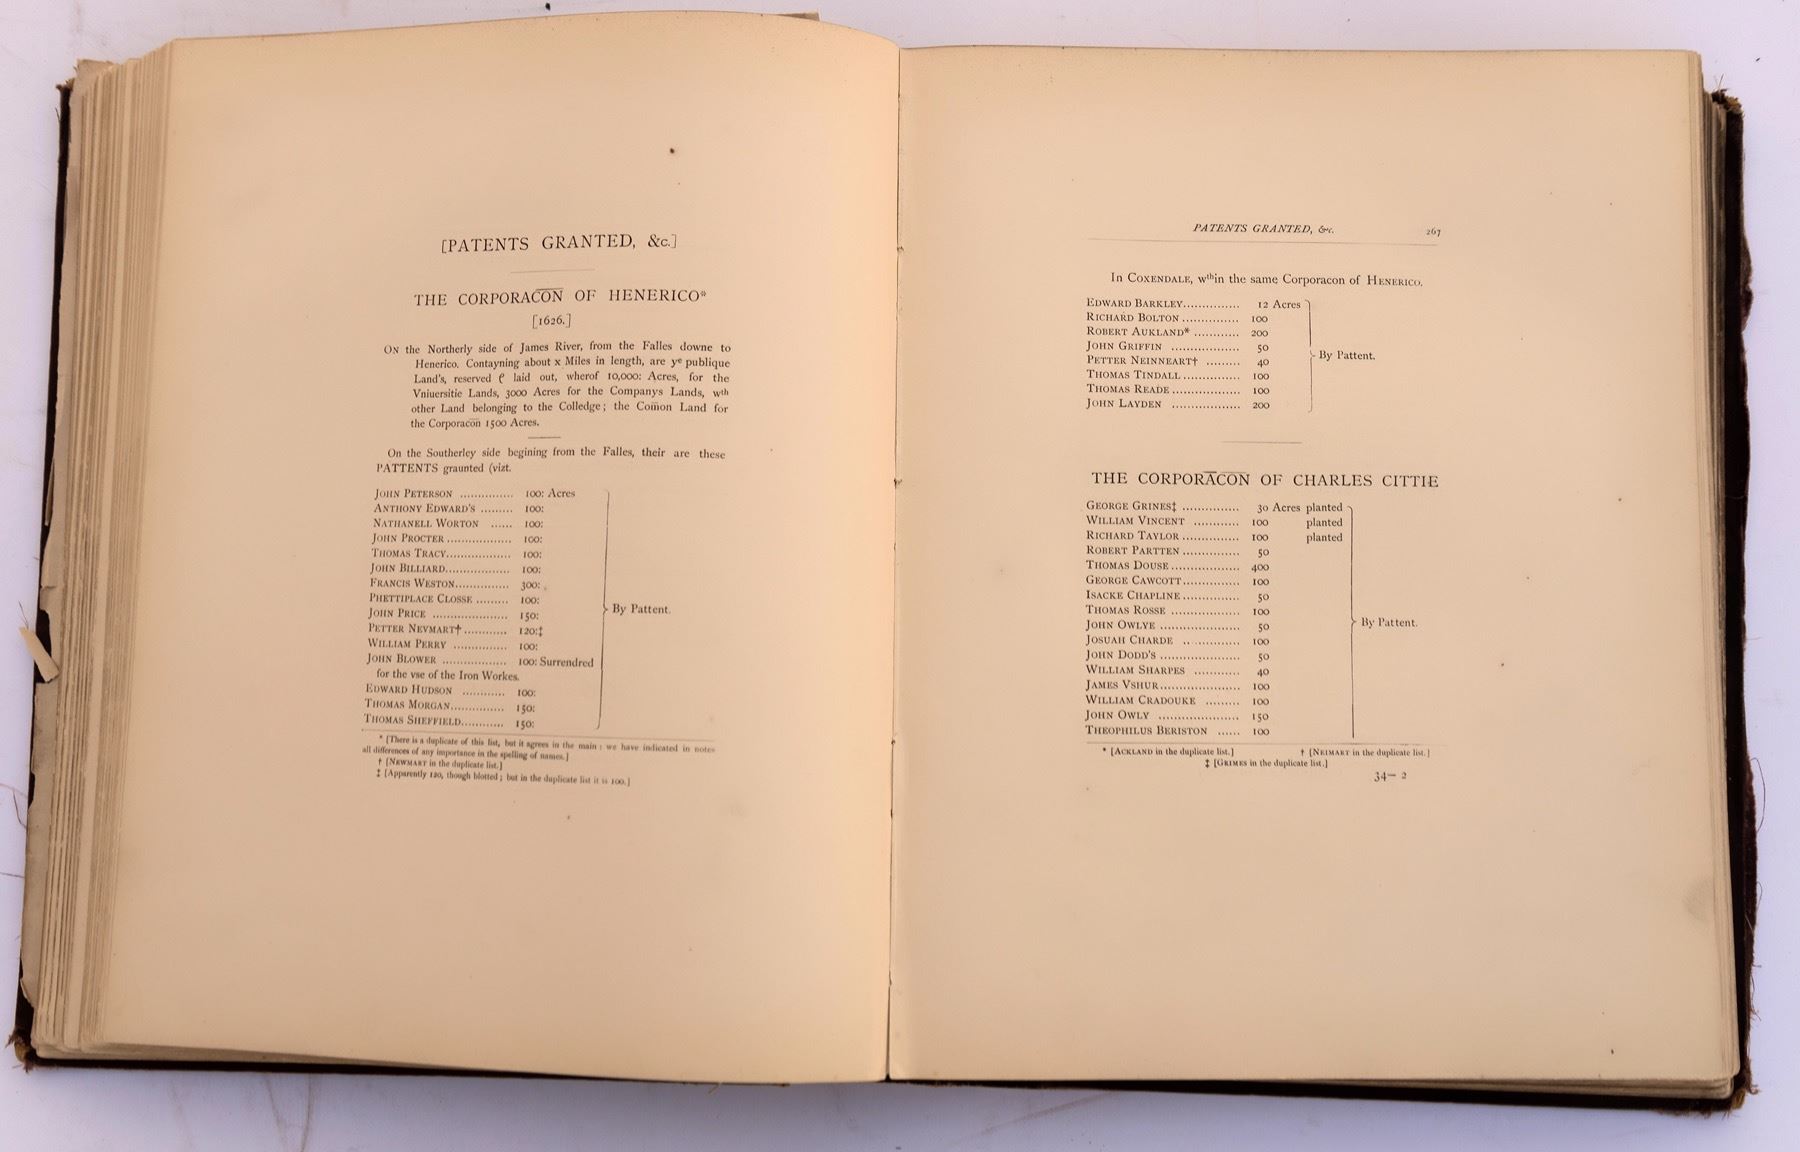 [PATENTS GRANTED, &c.]
THE CORPORACO̅N̅ OF HENERICO*
[1626.]
ON the Northerly side of James River, from the Falles downe to
Henerico. Contayning about x Miles in length, are yᵉ publique
Land's, reserved & laid out, wherof 10,000: Acres, for the
Vniuersitie Lands, 3000 Acres for the Companys Lands, wᵗʰ
other Land belonging to the Colledge; the Com̄on Land for
the Corporaco̅n̅ 1500 Acres.
On the Southerley side begining from the Falles, their are these
PATTENTS graunted (vizt.
JOHN PETERSON ............... 100: Acres
ANTHONY EDWARD'S ......... 100:
NATHANELL WORTON ...... 100:
JOHN PROCTER .................. 100:
THOMAS TRACY.................. 100:
JOHN BILLIARD.................. 100:
FRANCIS WESTON............... 300:
PHETTIPLACE CLOSSE ......... 100:
JOHN PRICE ..................... 150:
By Pattent.
PETTER NEVMART† ............ 120:‡
WILLIAM PERRY ............... 100:
JOHN BLOWER .................. 100: Surrendred
for the vse of the Iron Workes.
EDWARD HUDSON ............ 100:
THOMAS MORGAN............... 150:
THOMAS SHEFFIELD............ 150:
* [There is a duplicate of this list, but it agrees in the main: we have indicated in notes
all differences of any importance in the spelling of names.]
† [NEWMART in the duplicate list.]
‡ [Apparently 120, though blotted; but in the duplicate list it is 100.]
PATENTS GRANTED, &c. 267
In COXENDALE, wᵗʰin the same Corporacon of HENERICO.
EDWARD BARKLEY............... 12 Acres
RICHARD BOLTON ............... 100
ROBERT AUKLAND* ............ 200
JOHN GRIFFIN .................. 50
PETTER NEINNEART† ......... 40
By Pattent.
THOMAS TINDALL ............... 100
THOMAS READE .................. 100
JOHN LAYDEN .................. 200
THE CORPORA̅CO̅N̅ OF CHARLES CITTIE
GEORGE GRINES‡ ............... 30 Acres planted
WILLIAM VINCENT ............ 100 planted
RICHARD TAYLOR ............... 100 planted
ROBERT PARTTEN ............... 50
THOMAS DOUSE .................. 400
GEORGE CAWCOTT............... 100
ISACKE CHAPLINE ............... 50
THOMAS ROSSE .................. 100
JOHN OWLYE ..................... 50
By Pattent.
JOSUAH CHARDE .. ............ 100
JOHN DODD'S ..................... 50
WILLIAM SHARPES ............ 40
JAMES VSHUR..................... 100
WILLIAM CRADOUKE ......... 100
JOHN OWLY ..................... 150
THEOPHILUS BERISTON ...... 100
* [ACKLAND in the duplicate list.] † [NEIMART in the duplicate list.]
‡ [GRIMES in the duplicate list.]
34— 2